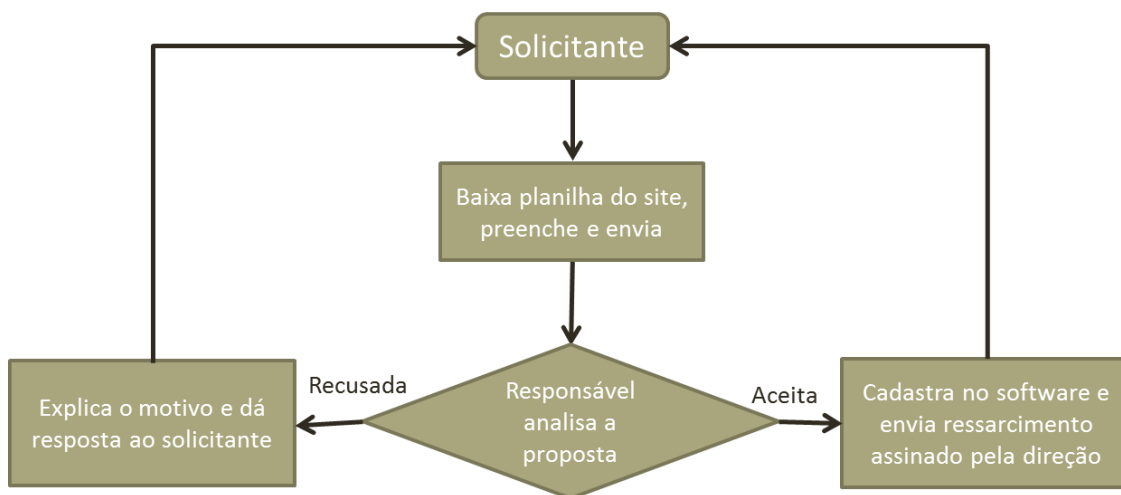 Solicitante
Baixa planilha do site,
preenche e envia
Recusada
Responsável
analisa a
proposta
Aceita
Explica o motivo e dá
resposta ao solicitante
Cadastra no software e
envia ressarcimento
assinado pela direção